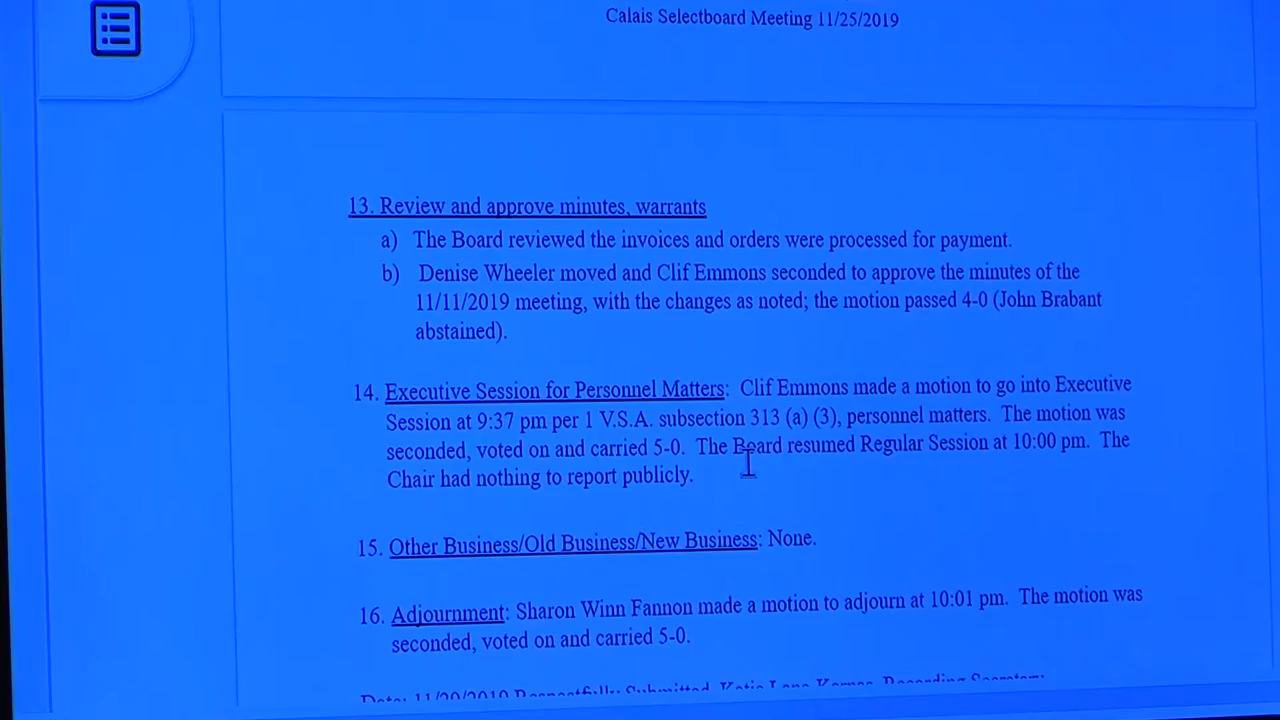 Calais Selectboard Meeting 11/25/2019
13. Review and approve minutes, warrants
a) The Board reviewed the invoices and orders were processed for payment.
b) Denise Wheeler moved and Clif Emmons seconded to approve the minutes of the
11/11/2019 meeting, with the changes as noted; the motion passed 4-0 (John Brabant
abstained).
14. Executive Session for Personnel Matters: Clif Emmons made a motion to go into Executive
Session at 9:37 pm per 1 V.S.A. subsection 313 (a) (3), personnel matters. The motion was
seconded, voted on and carried 5-0. The Board resumed Regular Session at 10:00 pm. The
Chair had nothing to report publicly.
15. Other Business/Old Business/New Business: None.
16. Adjournment: Sharon Winn Fannon made a motion to adjourn at 10:01 pm. The motion was
seconded, voted on and carried 5-0.
Respectfully Submitted, Recording Secretary